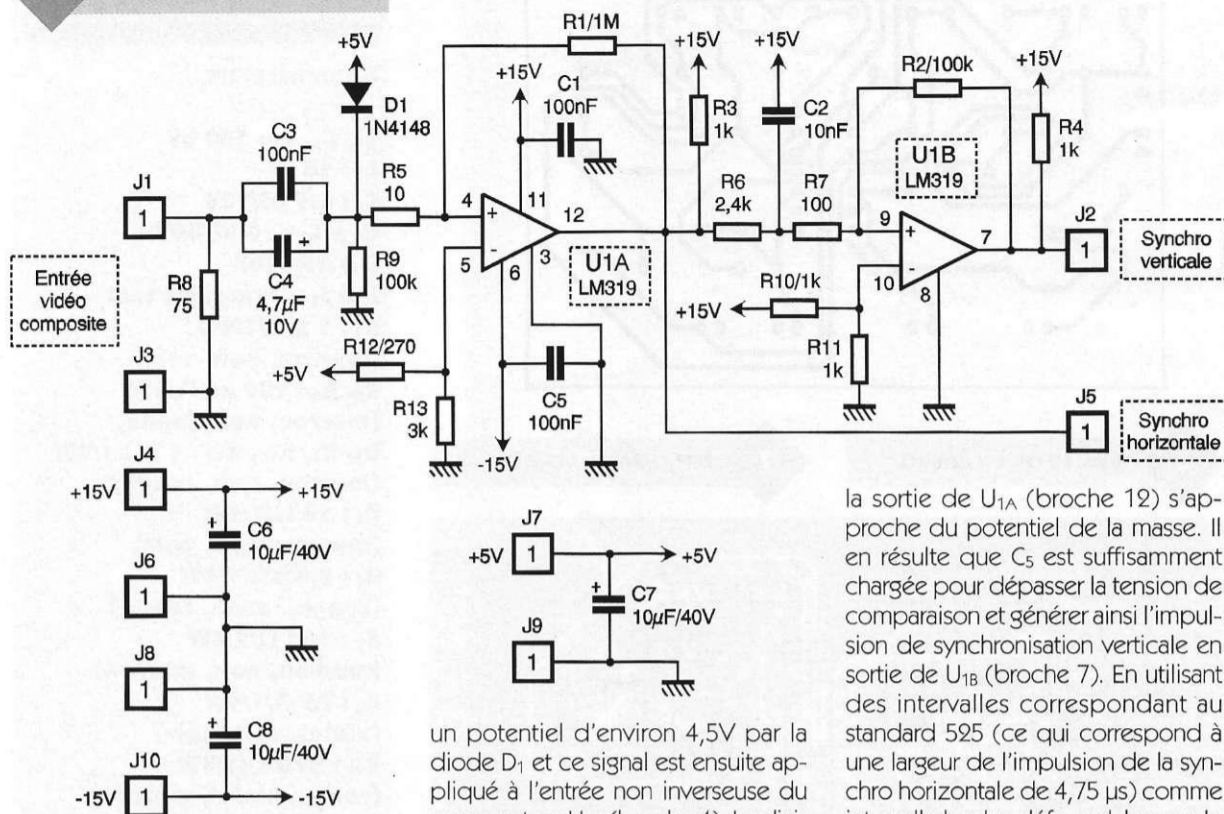 R1/1M
+5V
+15V
+15V
+15V
R2/100k
+15V
C1
100nF
D1
1N4148
R3
1k
C2
10nF
R4
1k
C3
100nF
U1B
LM319
R5
10
J1
1
4
+
11
12
R6
2,4k
R7
100
9
+
7
J2
1
Synchro
verticale
-
5
6
3
U1A
LM319
-
10
8
Entrée
vidéo
composite
R8
75
C4
4,7µF
10V
+
R9
100k
R10/1k
+15V
R12/270
+5V
R11
1k
J3
1
R13
3k
C5
100nF
J5
1
Synchro
horizontale
-15V
J4
+15V
1
+15V
+
C6
10µF/40V
J6
1
J8
1
+
C8
10µF/40V
J10
-15V
1
-15V
J7
+5V
1
+5V
+
C7
10µF/40V
J9
1
un potentiel d'environ 4,5V par la
diode D1 et ce signal est ensuite ap-
pliqué à l'entrée non inverseuse du
la sortie de U1A (broche 12) s'ap-
proche du potentiel de la masse. Il
en résulte que C5 est suffisamment
chargée pour dépasser la tension de
comparaison et générer ainsi l'impul-
sion de synchronisation verticale en
sortie de U1B (broche 7). En utilisant
des intervalles correspondant au
standard 525 (ce qui correspond à
une largeur de l'impulsion de la syn-
chro horizontale de 4,75 µs) comme